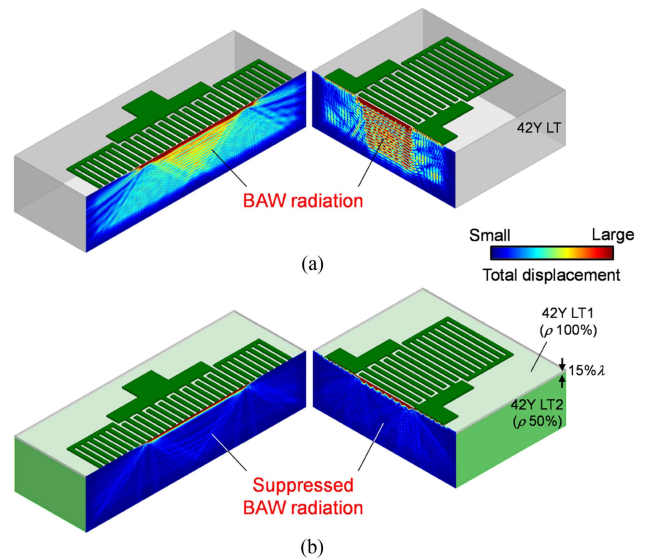 42Y LT
BAW radiation
Small Large
Total displacement
(a)
42Y LT1
(ρ 100%)
15%λ
42Y LT2
(ρ 50%)
Suppressed
BAW radiation
(b)